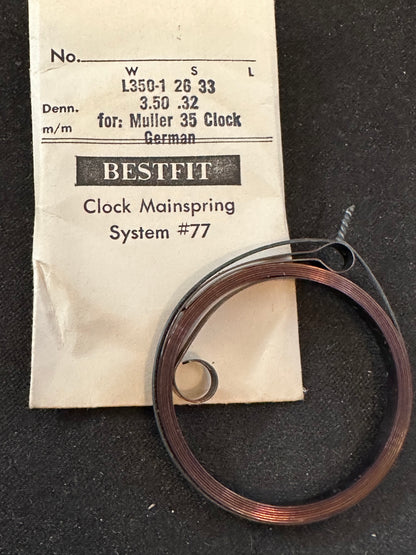 No.
W S L
L350-1 26 33
Denn. 3.50 .32
m/m for: Muller 35 Clock
German
BESTFIT
Clock Mainspring
System #77